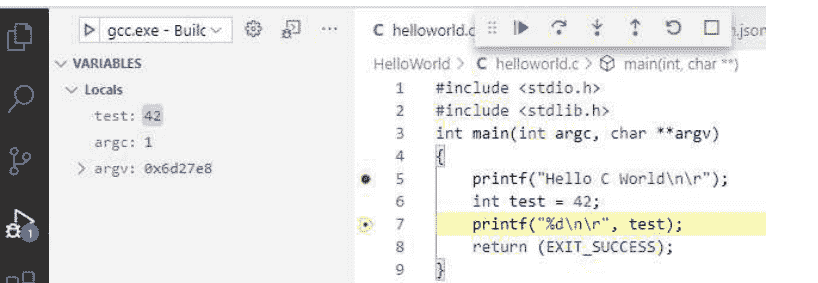 gcc.exe - Builc
VARIABLES
Locals
test: 42
argc: 1
argv: 0x6d27e8
1
C helloworld.c
.json
HelloWorld > C helloworld.c > main(int, char **)
1 #include <stdio.h>
2 #include <stdlib.h>
3 int main(int argc, char **argv)
4 {
5 printf("Hello C World\n\r");
6 int test = 42;
7 printf("%d\n\r", test);
8 return (EXIT_SUCCESS);
9 }